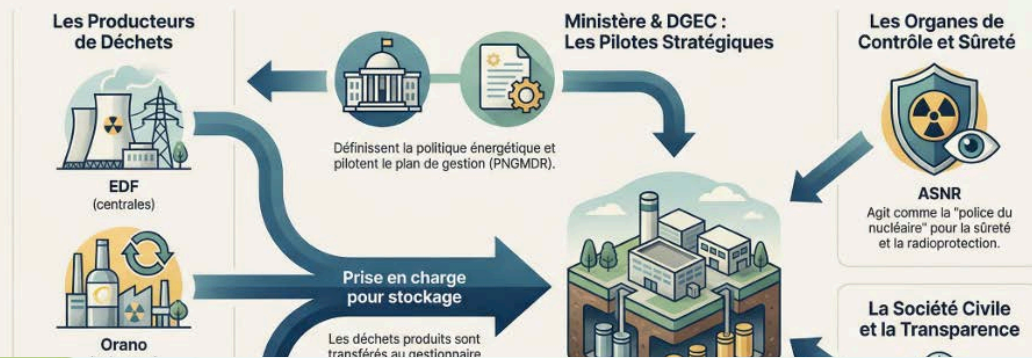 Les Producteurs
de Déchets
EDF
(centrales)
Orano
Ministère & DGEC :
Les Pilotes Stratégiques
Définissent la politique énergétique et
pilotent le plan de gestion (PNGMDR).
Prise en charge
pour stockage
Les déchets produits sont
transférés au gestionnaire
Les Organes de
Contrôle et Sûreté
ASNR
Agit comme la "police du
nucléaire" pour la sûreté
et la radioprotection.
La Société Civile
et la Transparence